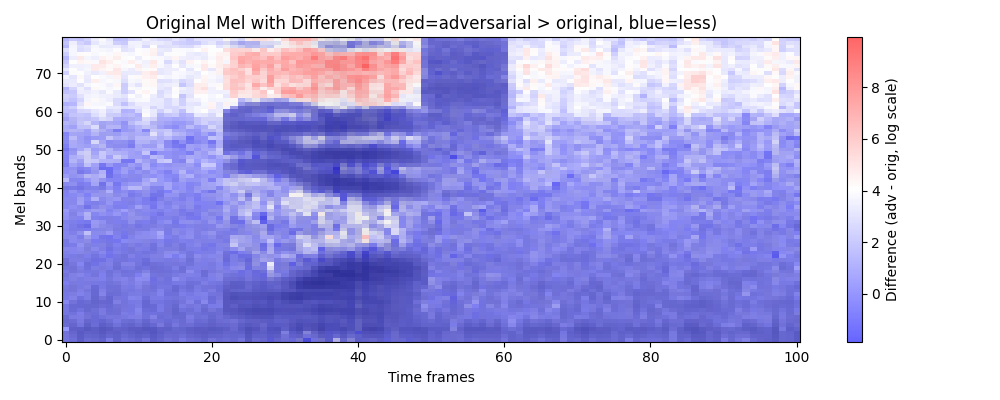 Original Mel with Differences (red=adversarial > original, blue=less)
Mel bands
70
60
50
40
30
20
10
0
0 20 40 60 80 100
Time frames
8
6
4
2
0
Difference (adv - orig, log scale)